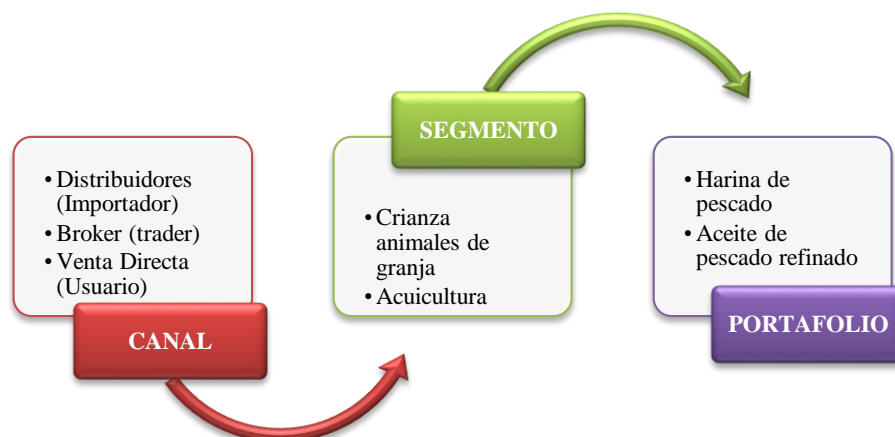 • Distribuidores
(Importador)
• Broker (trader)
• Venta Directa
(Usuario)
CANAL
SEGMENTO
• Crianza
animales de
granja
• Acuicultura
• Harina de
pescado
• Aceite de
pescado refinado
PORTAFOLIO